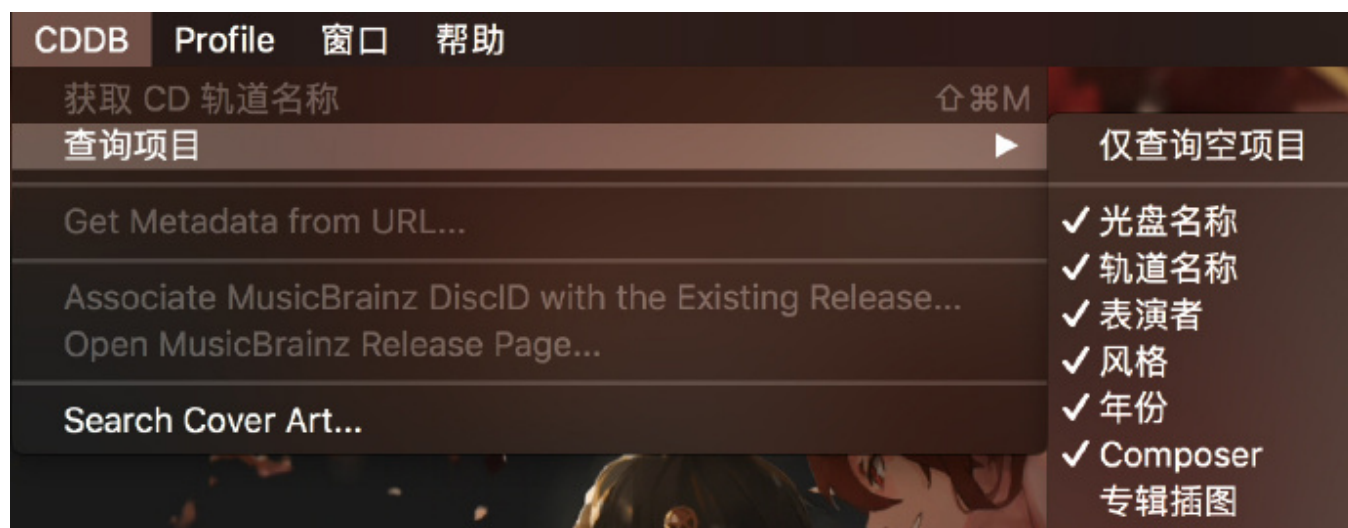 CDDB Profile 窗口 帮助
获取 CD 轨道名称 ⇧⌘M
查询项目 ▶
Get Metadata from URL...
Associate MusicBrainz DiscID with the Existing Release...
Open MusicBrainz Release Page...
Search Cover Art...
仅查询空项目
✓ 光盘名称
✓ 轨道名称
✓ 表演者
✓ 风格
✓ 年份
✓ Composer
专辑插图